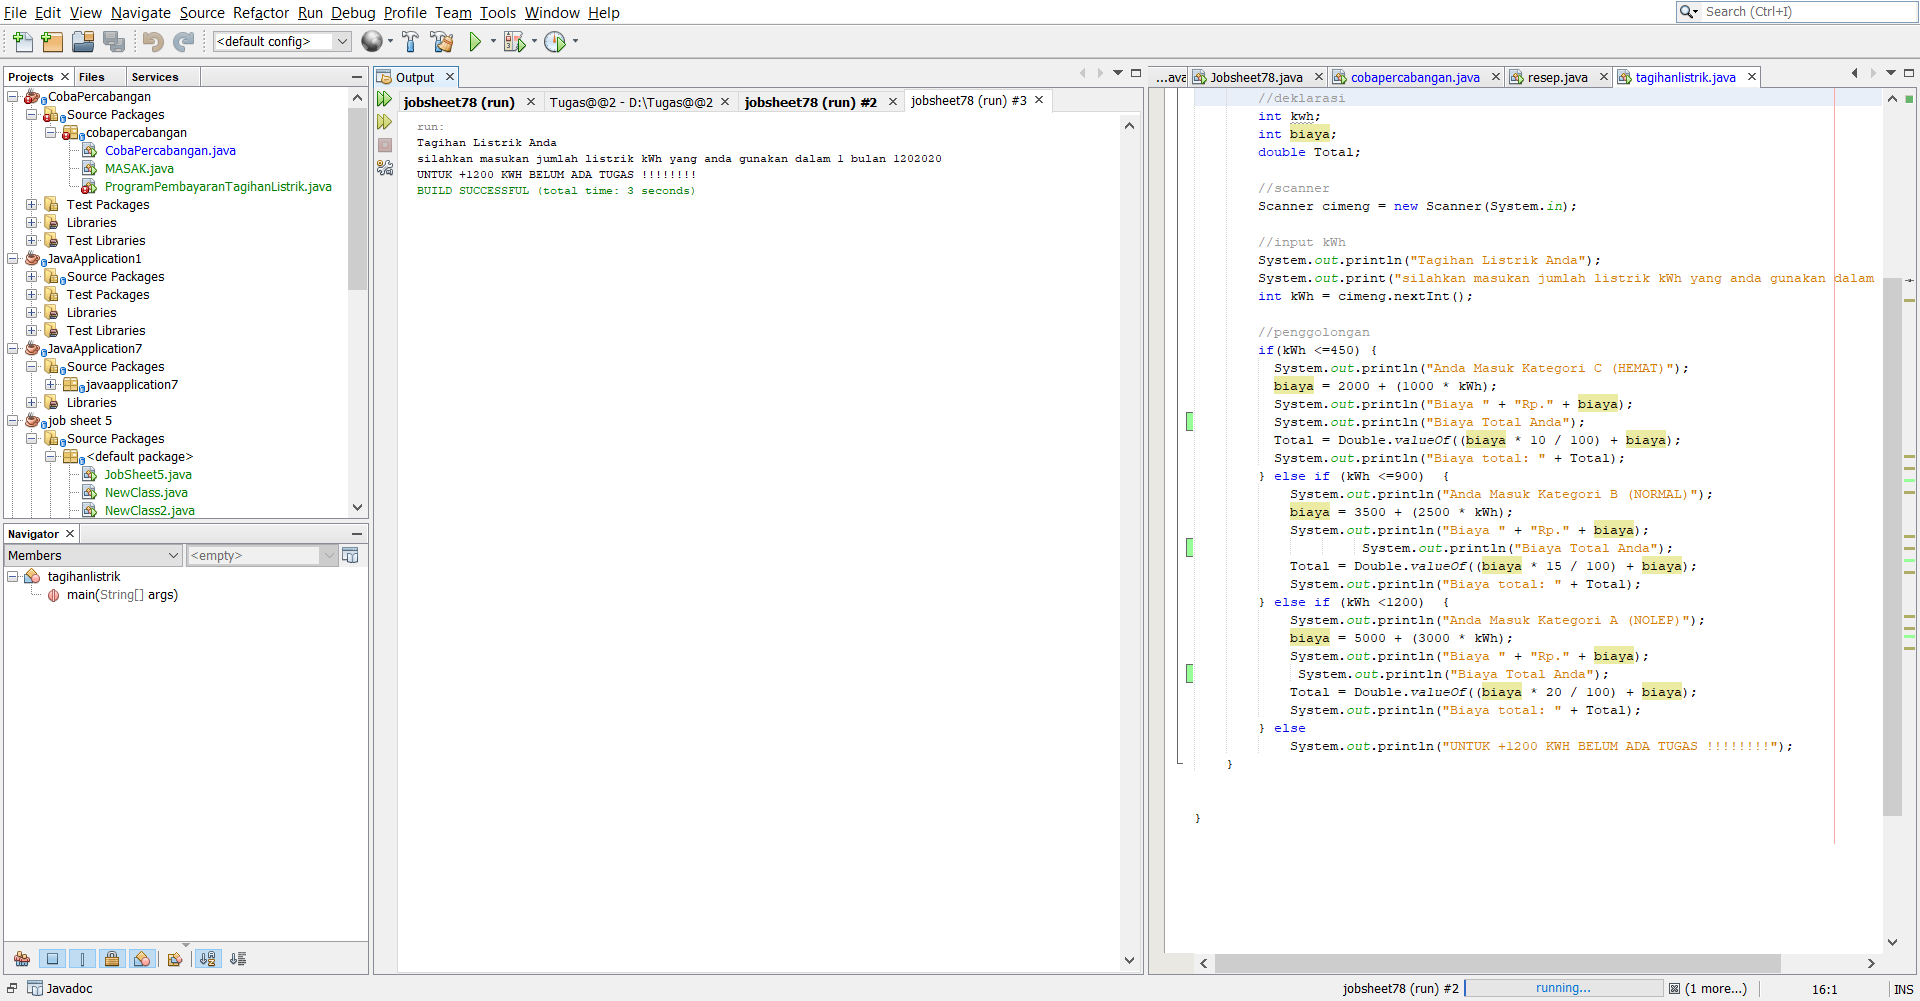 File Edit View Navigate Source Refactor Run Debug Profile Team Tools Window Help
Search (Ctrl+I)
<default config>
Projects Files Services
CobaPercabangan
Source Packages
cobapercabangan
CobaPercabangan.java
MASAK.java
ProgramPembayaranTagihanListrik.java
Test Packages
Libraries
Test Libraries
JavaApplication1
Source Packages
Test Packages
Libraries
Test Libraries
JavaApplication7
Source Packages
javaapplication7
Libraries
job sheet 5
Source Packages
<default package>
JobSheet5.java
NewClass.java
NewClass2.java
Navigator
Members <empty>
tagihanlistrik
main(String[] args)
Output
jobsheet78 (run) Tugas@@2 - D:\Tugas@@2 jobsheet78 (run) #2 jobsheet78 (run) #3
run:
Tagihan Listrik Anda
silahkan masukan jumlah listrik kWh yang anda gunakan dalam 1 bulan 1202020
UNTUK +1200 KWH BELUM ADA TUGAS !!!!!!!!
BUILD SUCCESSFUL (total time: 3 seconds)
...ava Jobsheet78.java cobapercabangan.java resep.java tagihanlistrik.java
//deklarasi
int kwh;
int biaya;
double Total;
//scanner
Scanner cimeng = new Scanner(System.in);
//input kWh
System.out.println("Tagihan Listrik Anda");
System.out.print("silahkan masukan jumlah listrik kWh yang anda gunakan dalam
int kWh = cimeng.nextInt();
//penggolongan
if(kWh <=450) {
System.out.println("Anda Masuk Kategori C (HEMAT)");
biaya = 2000 + (1000 * kWh);
System.out.println("Biaya " + "Rp." + biaya);
System.out.println("Biaya Total Anda");
Total = Double.valueOf((biaya * 10 / 100) + biaya);
System.out.println("Biaya total: " + Total);
} else if (kWh <=900) {
System.out.println("Anda Masuk Kategori B (NORMAL)");
biaya = 3500 + (2500 * kWh);
System.out.println("Biaya " + "Rp." + biaya);
System.out.println("Biaya Total Anda");
Total = Double.valueOf((biaya * 15 / 100) + biaya);
System.out.println("Biaya total: " + Total);
} else if (kWh <1200) {
System.out.println("Anda Masuk Kategori A (NOLEP)");
biaya = 5000 + (3000 * kWh);
System.out.println("Biaya " + "Rp." + biaya);
System.out.println("Biaya Total Anda");
Total = Double.valueOf((biaya * 20 / 100) + biaya);
System.out.println("Biaya total: " + Total);
} else
System.out.println("UNTUK +1200 KWH BELUM ADA TUGAS !!!!!!!!");
}
}
Javadoc
jobsheet78 (run) #2 running... (1 more...) 16:1 INS